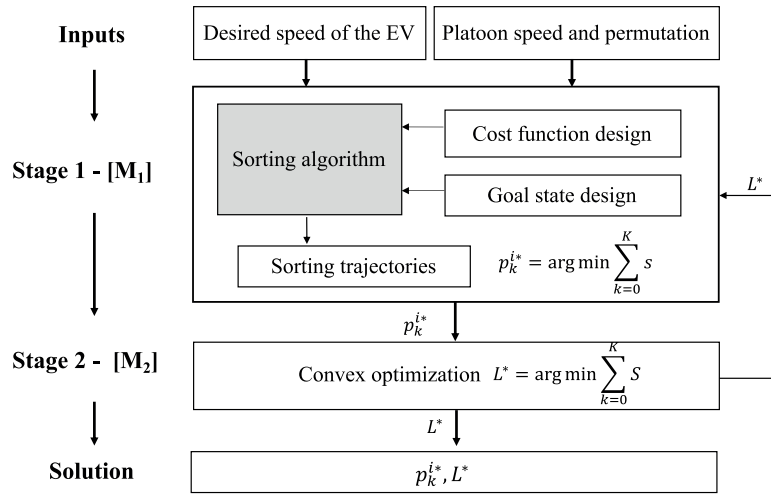 Inputs
Desired speed of the EV
Platoon speed and permutation
Stage 1 - [M₁]
Sorting algorithm
Cost function design
Goal state design
L*
Sorting trajectories
p_k^{i*} = arg min ∑_{k=0}^{K} s
p_k^{i*}
Stage 2 - [M₂]
Convex optimization L* = arg min ∑_{k=0}^{K} S
L*
Solution
p_k^{i*}, L*